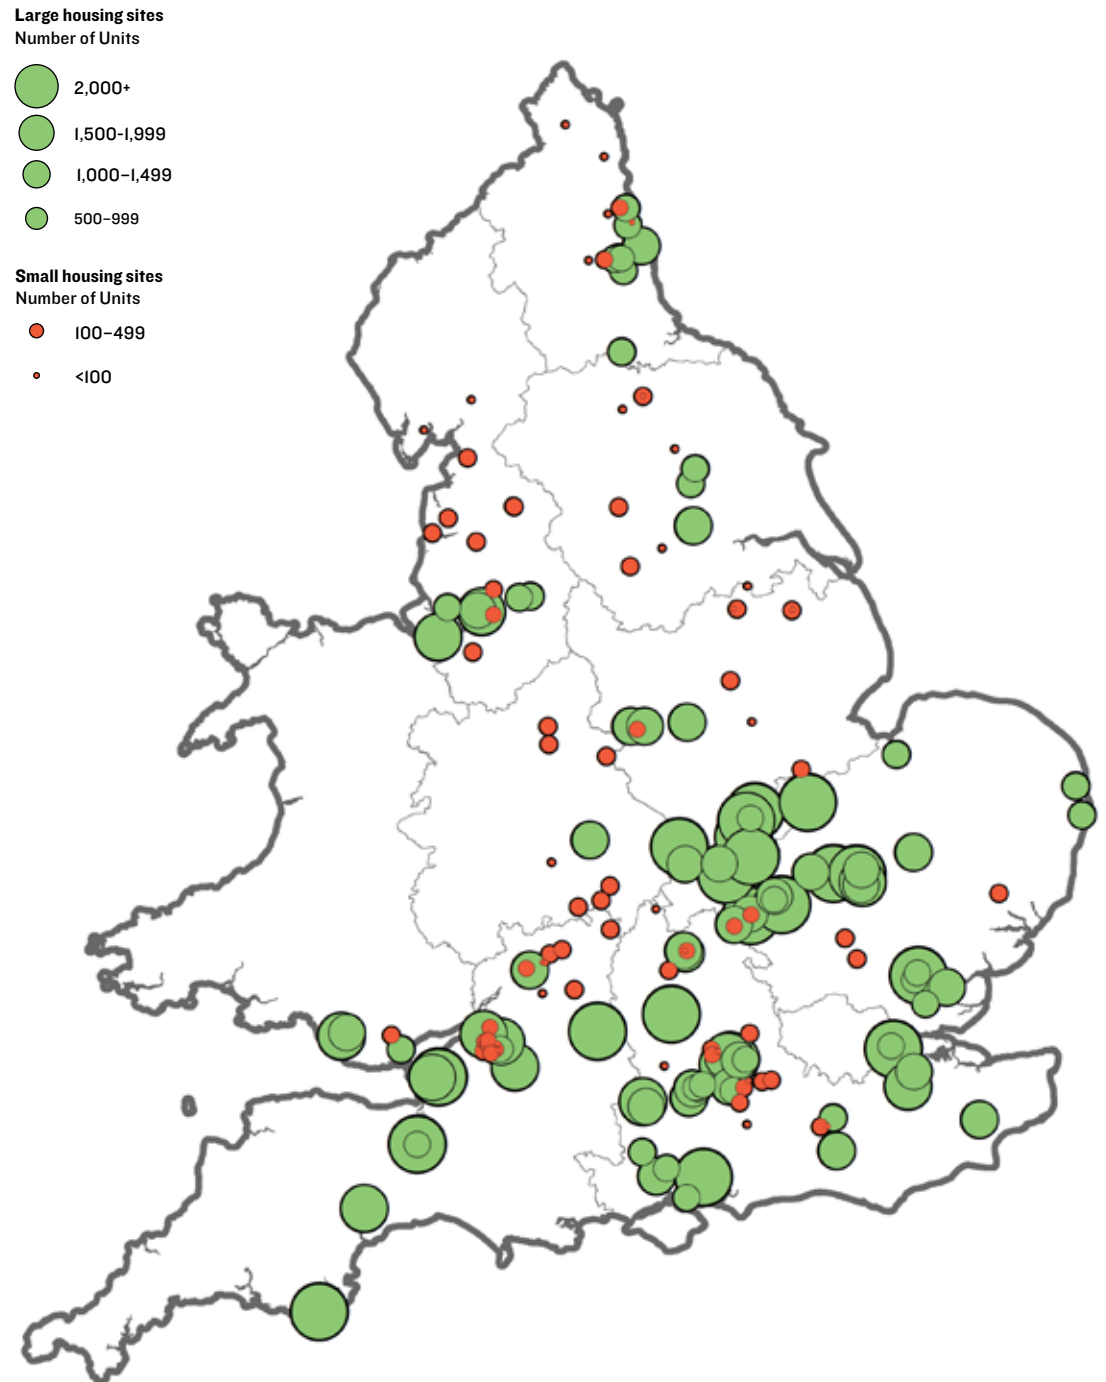 Large housing sites
Number of Units
2,000+
1,500-1,999
1,000–1,499
500–999
Small housing sites
Number of Units
100–499
<100